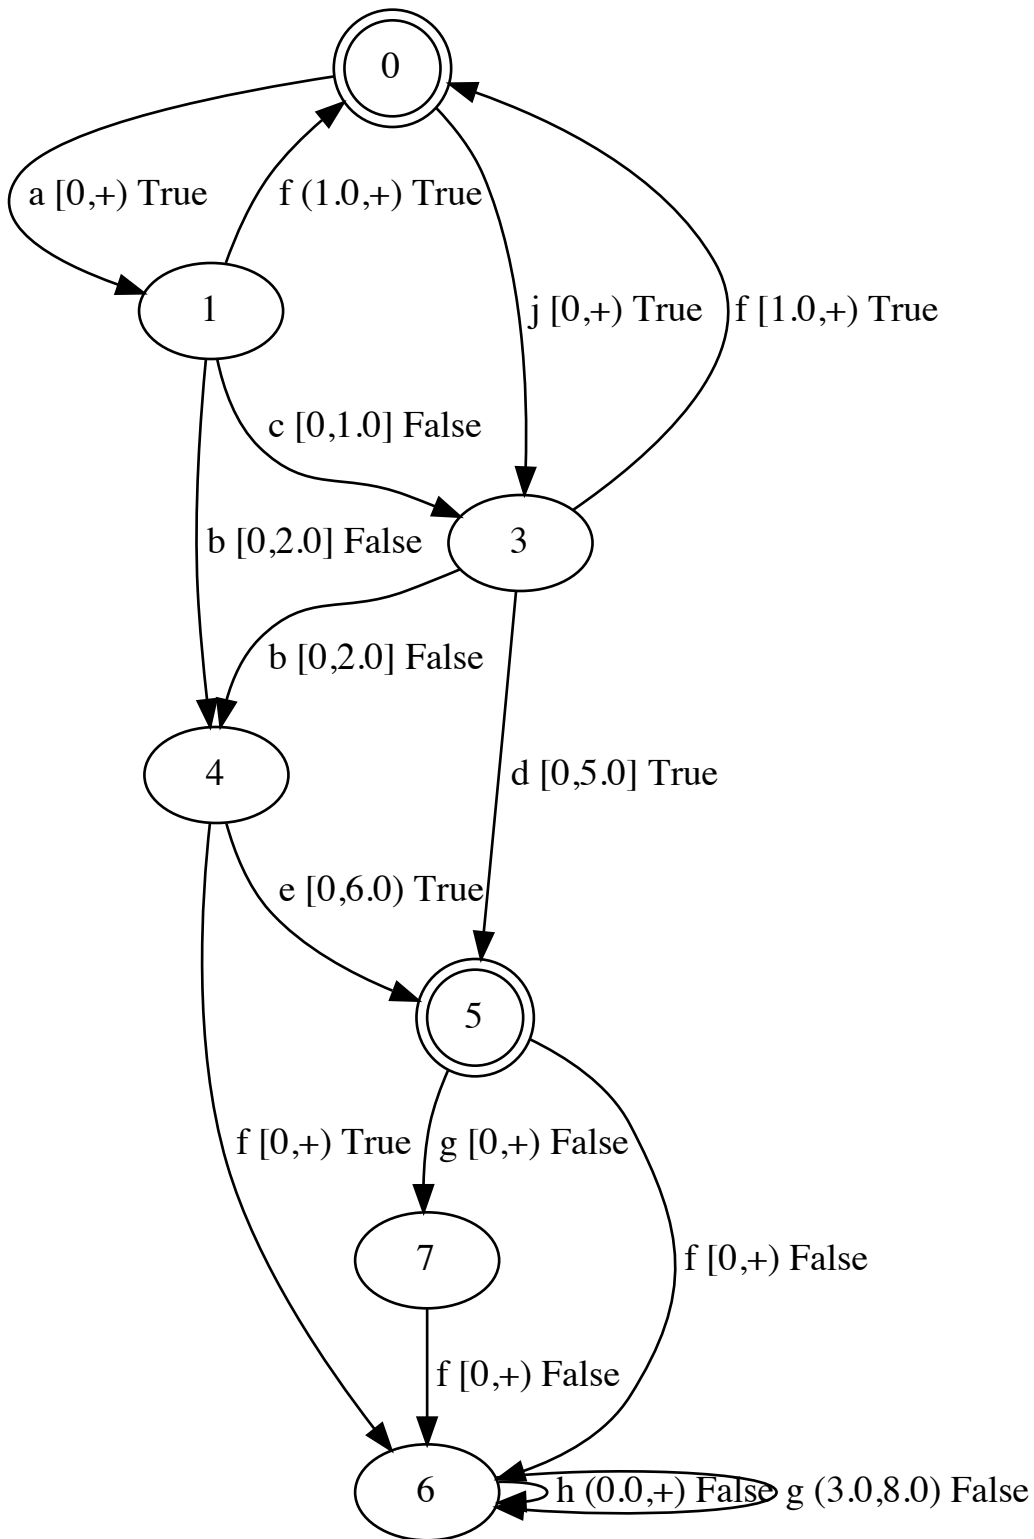 0
a [0,+) True
f (1.0,+) True
1
j [0,+) True
f [1.0,+) True
c [0,1.0] False
b [0,2.0] False
3
b [0,2.0] False
4
d [0,5.0] True
e [0,6.0) True
5
f [0,+) True
g [0,+) False
7
f [0,+) False
f [0,+) False
6
h (0.0,+) False
g (3.0,8.0) False